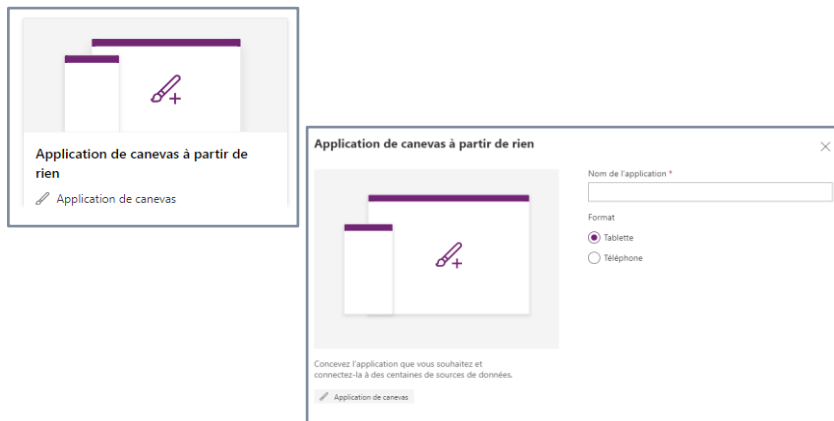 Application de canevas à partir de
rien
Application de canevas
Application de canevas à partir de rien
Nom de l'application *
Format
Tablette
Téléphone
Concevez l'application que vous souhaitez et
connectez-la à des centaines de sources de données.
Application de canevas